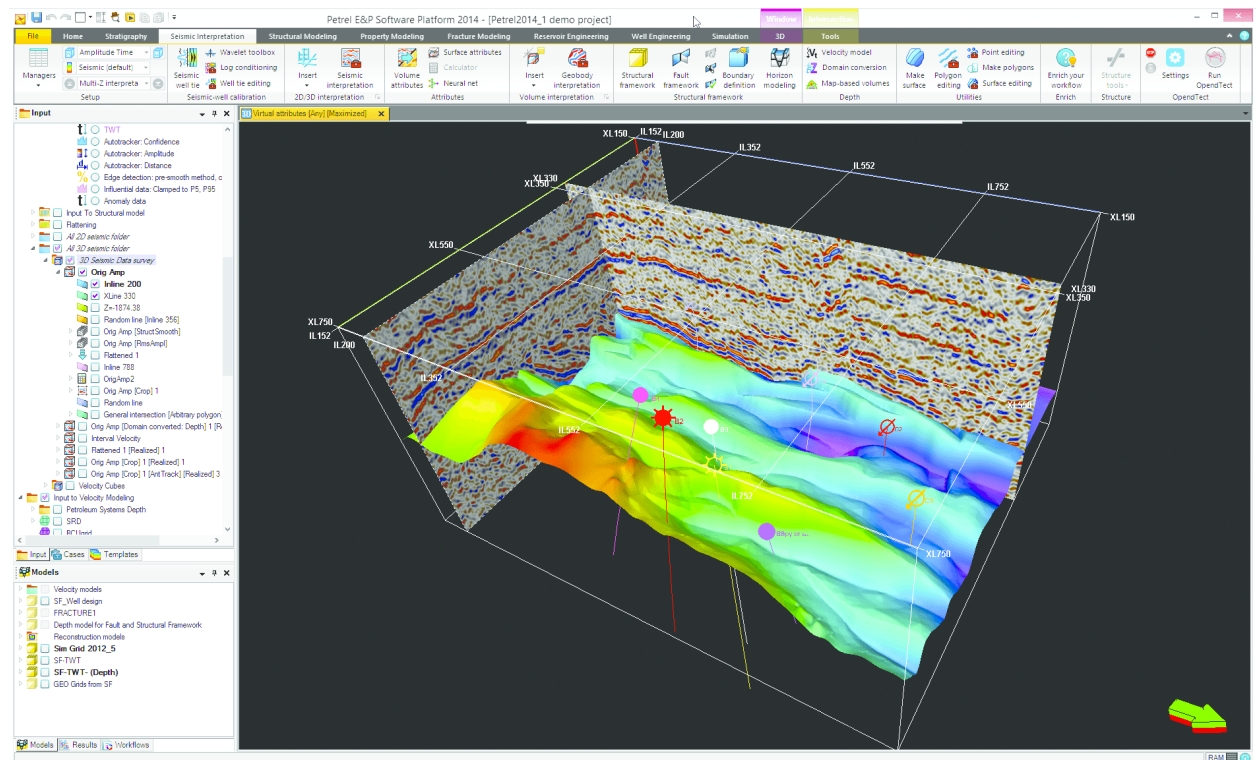 Petrel E&P Software Platform 2014 - [Petrel2014_1 demo project]
Window
File Home Stratigraphy Seismic Interpretation Structural Modeling Property Modeling Fracture Modeling Reservoir Engineering Well Engineering Simulation 3D Tools
Managers
Amplitude Time
Seismic (default)
Multi-Z interpreta
Setup
Seismic well tie
Wavelet toolbox
Log conditioning
Well tie editing
Seismic-well calibration
Insert
Seismic interpretation
2D/3D interpretation
Volume attributes
Surface attributes
Calculator
Neural net
Attributes
Insert
Geobody interpretation
Volume interpretation
Structural framework
Fault framework
Boundary definition
Horizon modeling
Structural framework
Velocity model
Domain conversion
Map-based volumes
Depth
Make surface
Polygon editing
Point editing
Make polygons
Surface editing
Utilities
Enrich your workflow
Enrich
Structure tools
Structure
Settings
Run OpendTect
OpendTect
Input
TWT
Autotracker: Confidence
Autotracker: Amplitude
Autotracker: Distance
Edge detection: pre-smooth method, c
Influential data: Clamped to P5, P95
Anomaly data
Input To Structural model
Flattening
All 2D seismic folder
All 3D seismic folder
3D Seismic Data survey
Orig Amp
Inline 200
XLine 330
Z=-1874.38
Random line [Inline 356]
Orig Amp [StructSmooth]
Orig Amp [RmsAmpl]
Flattened 1
Inline 788
OrigAmp2
Orig Amp [Crop] 1
Random line
General intersection [Arbitrary polygon
Orig Amp [Domain converted: Depth] 1 [R
Interval Velocity
Flattened 1 [Realized] 1
Orig Amp [Crop] 1 [Realized] 1
Orig Amp [Crop] 1 [AntTrack] [Realized] 3
Velocity Cubes
Input to Velocity Modeling
Petroleum Systems Depth
SRD
BCU grid
Input Cases Templates
Models
Velocity models
SF_Well design
FRACTURE1
Depth model for Fault and Structural Framework
Reconstruction models
Sim Grid 2012_5
SF-TWT
SF-TWT- (Depth)
GEO Grids from SF
Models Results Workflows
3D Virtual attributes [Any] [Maximized]
XL150 IL152 IL200
IL352
IL552
IL752
XL150
XL330
XL350
XL550
XL330
XL350
XL750
IL152
IL200
IL352
IL552
B2
IL752
XL750
RAM